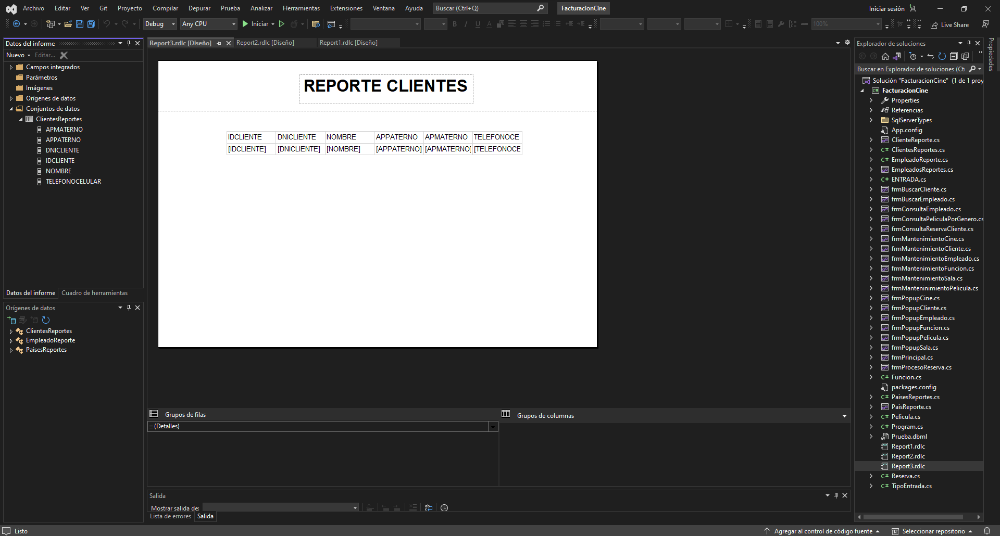 Archivo Editar Ver Git Proyecto Compilar Depurar Prueba Analizar Herramientas Extensiones Ventana Ayuda Buscar (Ctrl+Q) FacturacionCine Iniciar sesión
Debug Any CPU Iniciar 100% Live Share
Datos del informe
Nuevo Editar...
Campos integrados
Parámetros
Imágenes
Orígenes de datos
Conjuntos de datos
ClientesReportes
APMATERNO
APPATERNO
DNICLIENTE
IDCLIENTE
NOMBRE
TELEFONOCELULAR
Datos del informe Cuadro de herramientas
Orígenes de datos
ClientesReportes
EmpleadoReporte
PaisesReportes
Report3.rdlc [Diseño] Report2.rdlc [Diseño] Report1.rdlc [Diseño]
REPORTE CLIENTES
IDCLIENTE DNICLIENTE NOMBRE APPATERNO APMATERNO TELEFONOCE
[IDCLIENTE] [DNICLIENTE] [NOMBRE] [APPATERNO] [APMATERNO] [TELEFONOCE
Grupos de filas
(Detalles)
Grupos de columnas
Salida
Mostrar salida de:
Lista de errores Salida
Explorador de soluciones
Buscar en Explorador de soluciones (Ctr
Solución "FacturacionCine" (1 de 1 proy
FacturacionCine
Properties
Referencias
SqlServerTypes
App.config
ClienteReporte.cs
ClientesReportes.cs
EmpleadoReporte.cs
EmpleadosReportes.cs
ENTRADA.cs
frmBuscarCliente.cs
frmBuscarEmpleado.cs
frmConsultaEmpleado.cs
frmConsultaPeliculaPorGenero.cs
frmConsultaReservaCliente.cs
frmMantenimientoCine.cs
frmMantenimientoCliente.cs
frmMantenimientoEmpleado.cs
frmMantenimientoFuncion.cs
frmMantenimientoSala.cs
frmManteninimientoPelicula.cs
frmPopupCine.cs
frmPopupCliente.cs
frmPopupEmpleado.cs
frmPopupFuncion.cs
frmPopupPelicula.cs
frmPopupSala.cs
frmPrincipal.cs
frmProcesoReserva.cs
Funcion.cs
packages.config
PaisesReportes.cs
PaisReporte.cs
Pelicula.cs
Program.cs
Prueba.dbml
Report1.rdlc
Report2.rdlc
Report3.rdlc
Reserva.cs
TipoEntrada.cs
Propiedades
Listo Agregar al control de código fuente Seleccionar repositorio